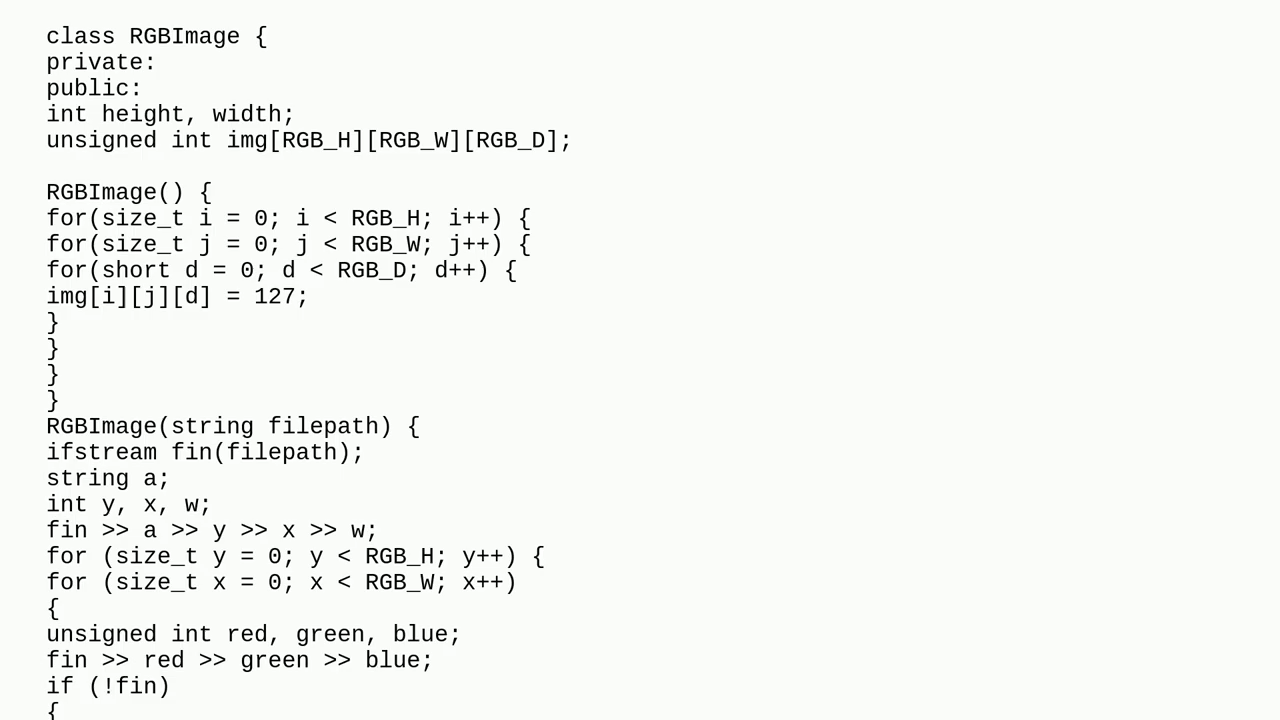 class RGBImage {
private:
public:
int height, width;
unsigned int img[RGB_H][RGB_W][RGB_D];

RGBImage() {
for(size_t i = 0; i < RGB_H; i++) {
for(size_t j = 0; j < RGB_W; j++) {
for(short d = 0; d < RGB_D; d++) {
img[i][j][d] = 127;
}
}
}
}
RGBImage(string filepath) {
ifstream fin(filepath);
string a;
int y, x, w;
fin >> a >> y >> x >> w;
for (size_t y = 0; y < RGB_H; y++) {
for (size_t x = 0; x < RGB_W; x++)
{
unsigned int red, green, blue;
fin >> red >> green >> blue;
if (!fin)
{